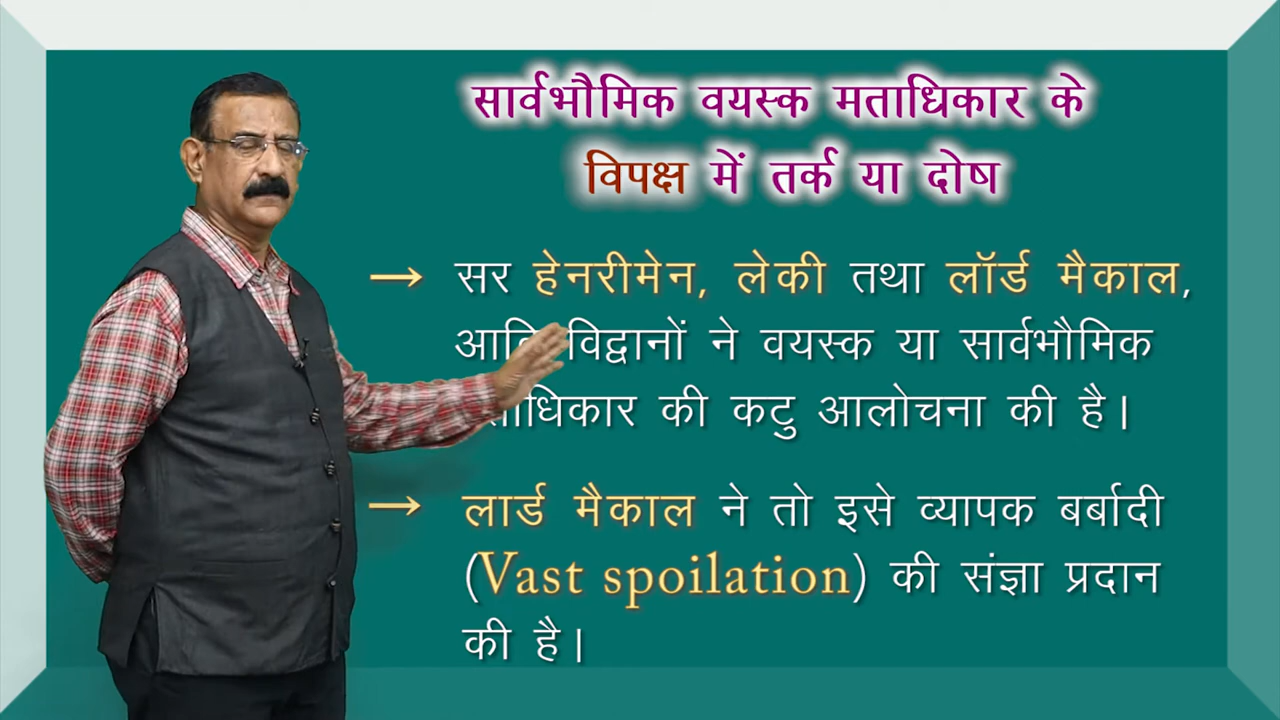 सार्वभौमिक वयस्क मताधिकार के
विपक्ष में तर्क या दोष
→ सर हेनरीमेन, लेकी तथा लॉर्ड मैकाल,
विद्वानों ने वयस्क या सार्वभौमिक
की कटु आलोचना की है।
→ लार्ड मैकाल ने तो इसे व्यापक बर्बादी
(Vast spoilation) की संज्ञा प्रदान
की है।